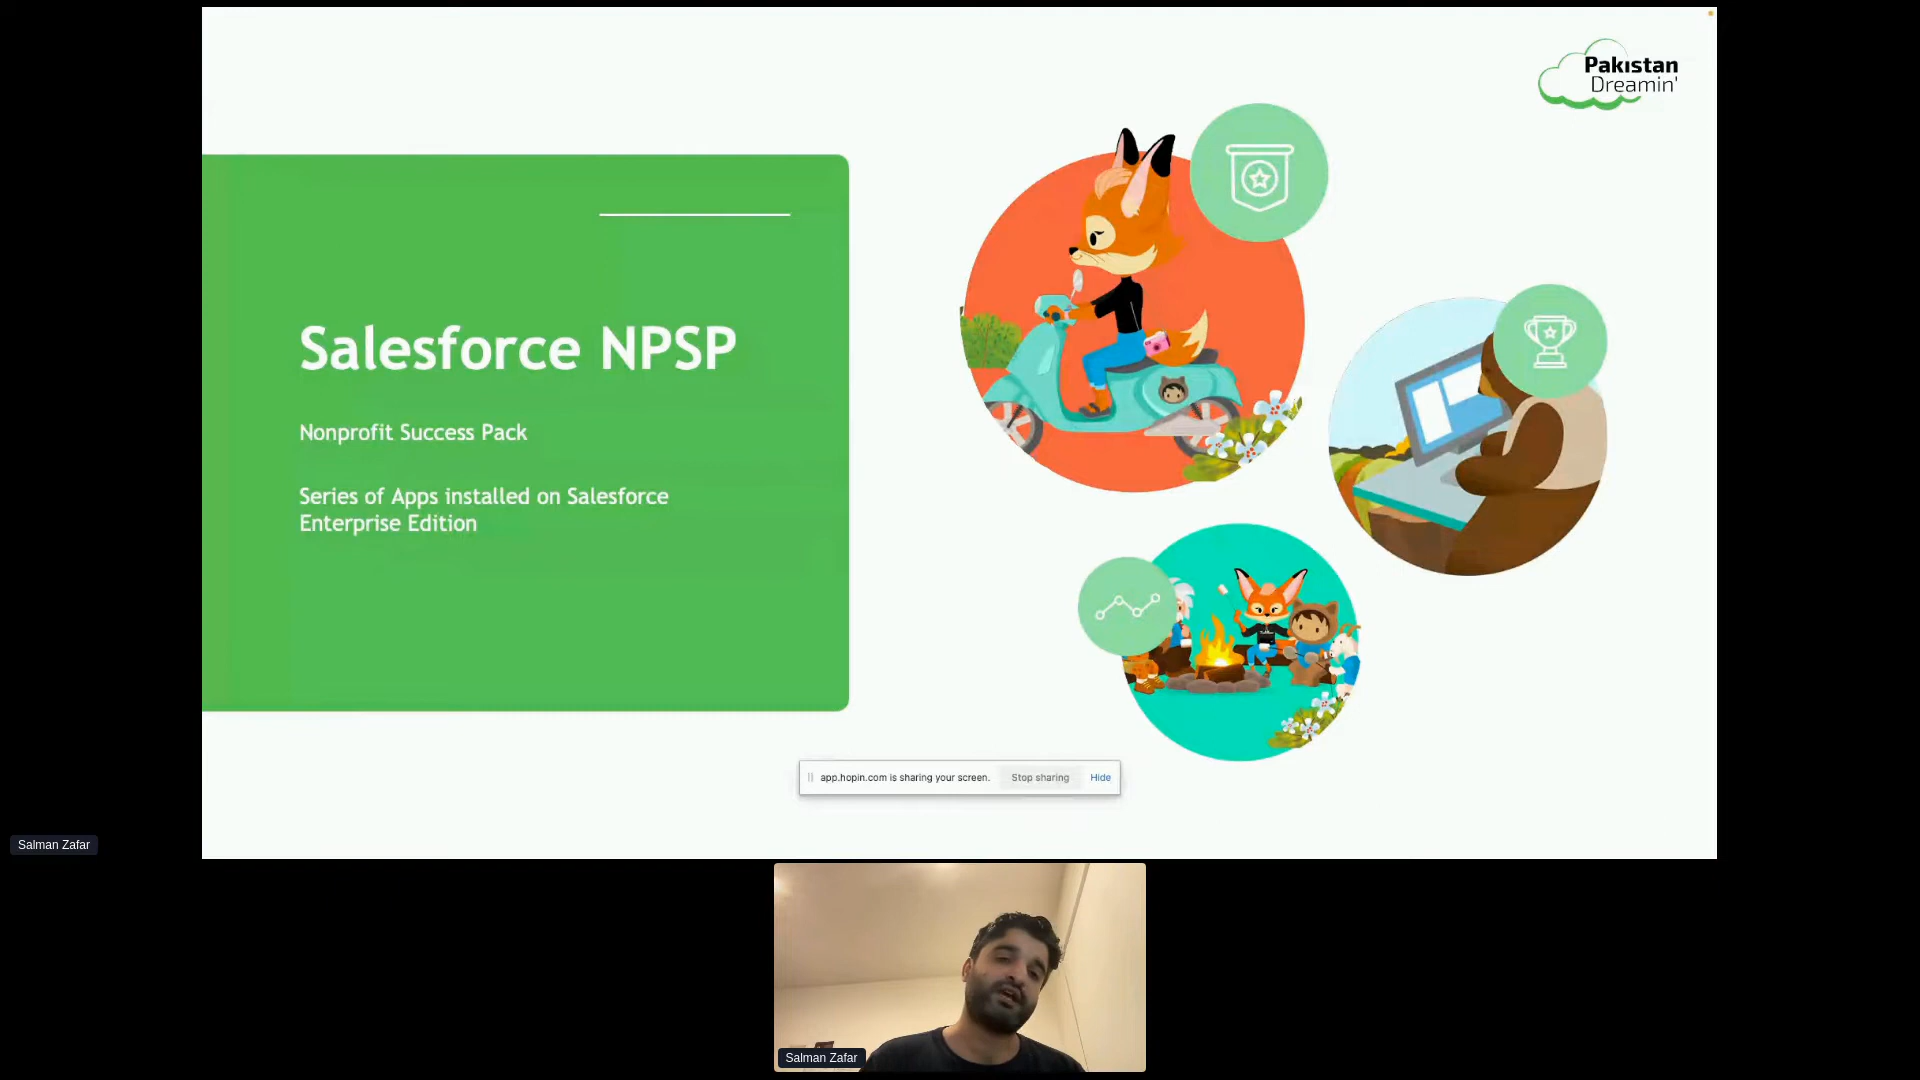 Pakistan
Dreamin'
Salesforce NPSP
Nonprofit Success Pack
Series of Apps installed on Salesforce
Enterprise Edition
app.hopin.com is sharing your screen. Stop sharing Hide
Salman Zafar
Salman Zafar